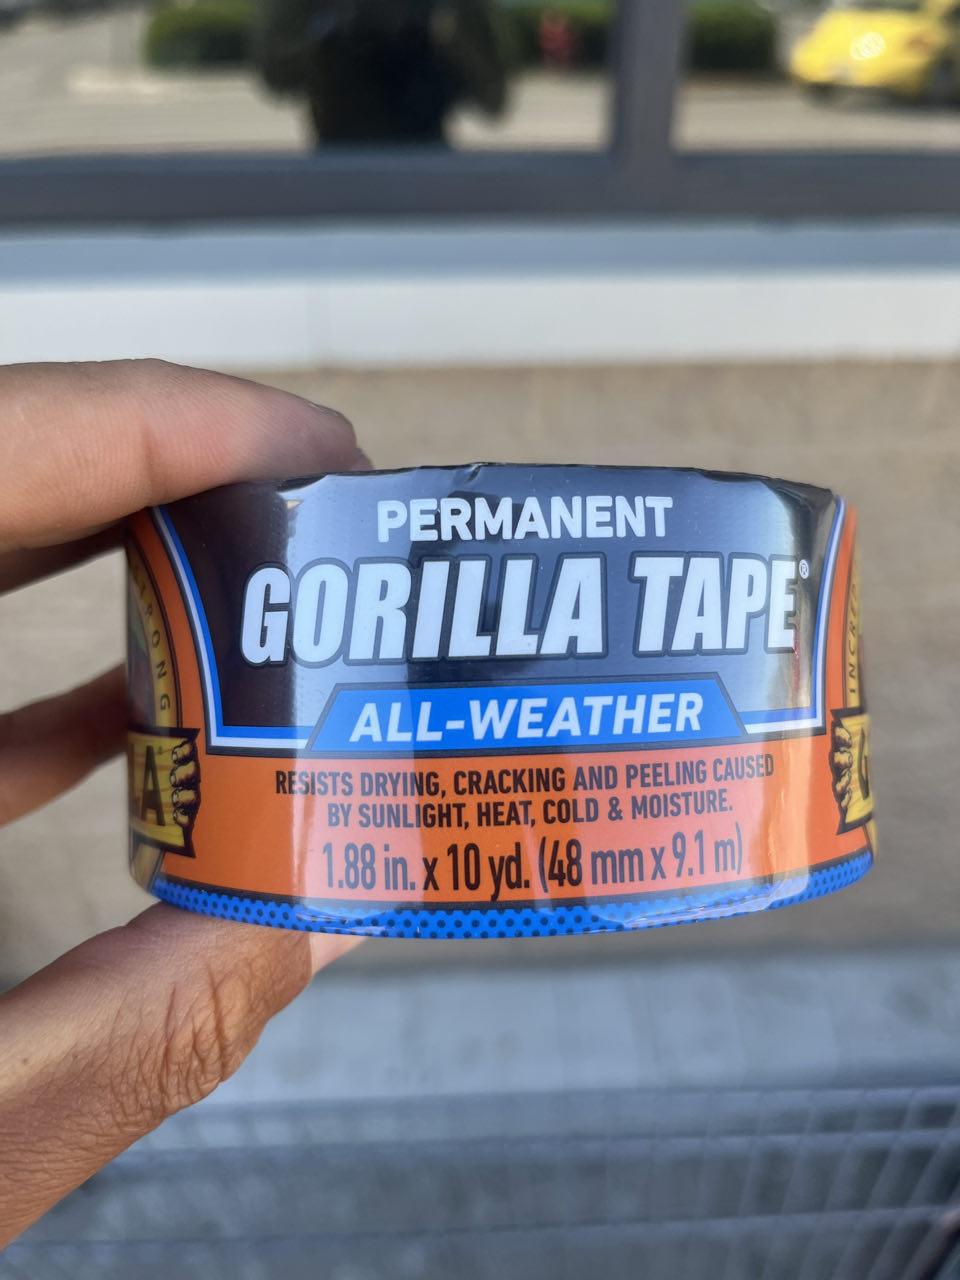 PERMANENT
GORILLA TAPE®
ALL-WEATHER
RESISTS DRYING, CRACKING AND PEELING CAUSED
BY SUNLIGHT, HEAT, COLD & MOISTURE.
1.88 in. x 10 yd. (48 mm x 9.1 m)